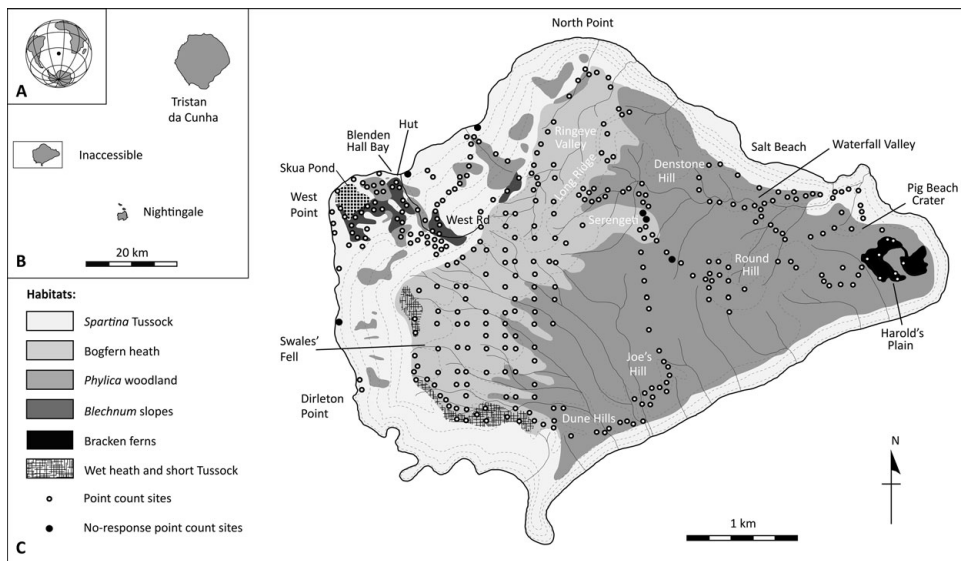 A
Tristan
da Cunha
Inaccessible
Nightingale
20 km
B
Habitats:
Spartina Tussock
Bogfern heath
Phylica woodland
Blechnum slopes
Bracken ferns
Wet heath and short Tussock
Point count sites
No-response point count sites
C
North Point
Hut
Blenden
Hall Bay
Skua Pond
West
Point
West Rd
Ringeye
Valley
Long Ridge
Serengeti
Denstone
Hill
Salt Beach
Waterfall Valley
Pig Beach
Crater
Round
Hill
Harold's
Plain
Swales'
Fell
Joe's
Hill
Dirleton
Point
Dune Hills
N
1 km